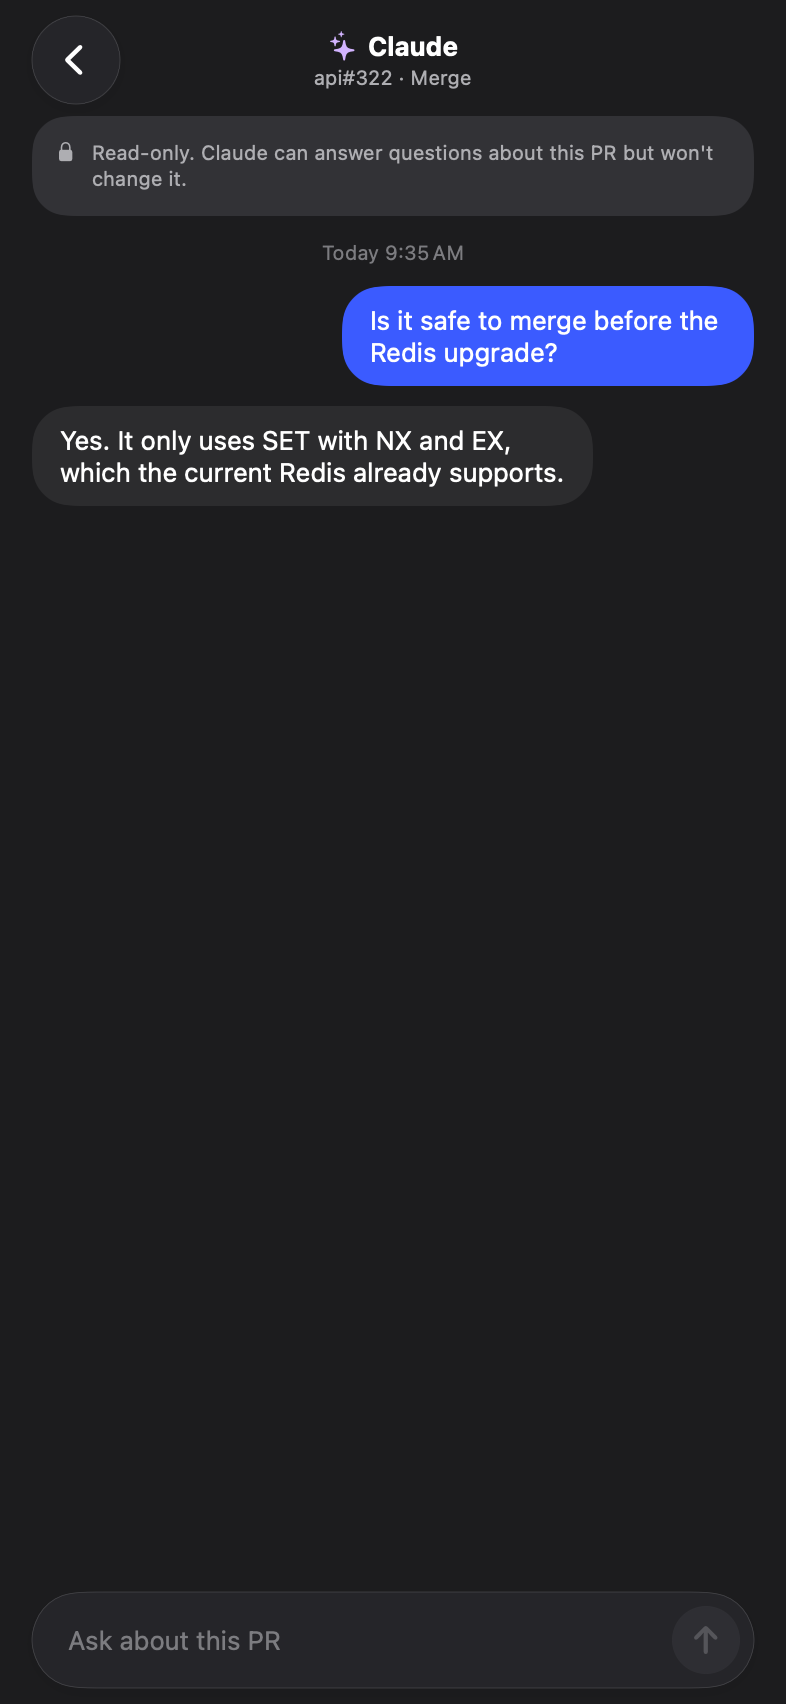 Claude
api#322 · Merge
Read-only. Claude can answer questions about this PR but won't
change it.
Today 9:35 AM
Is it safe to merge before the
Redis upgrade?
Yes. It only uses SET with NX and EX,
which the current Redis already supports.
Ask about this PR